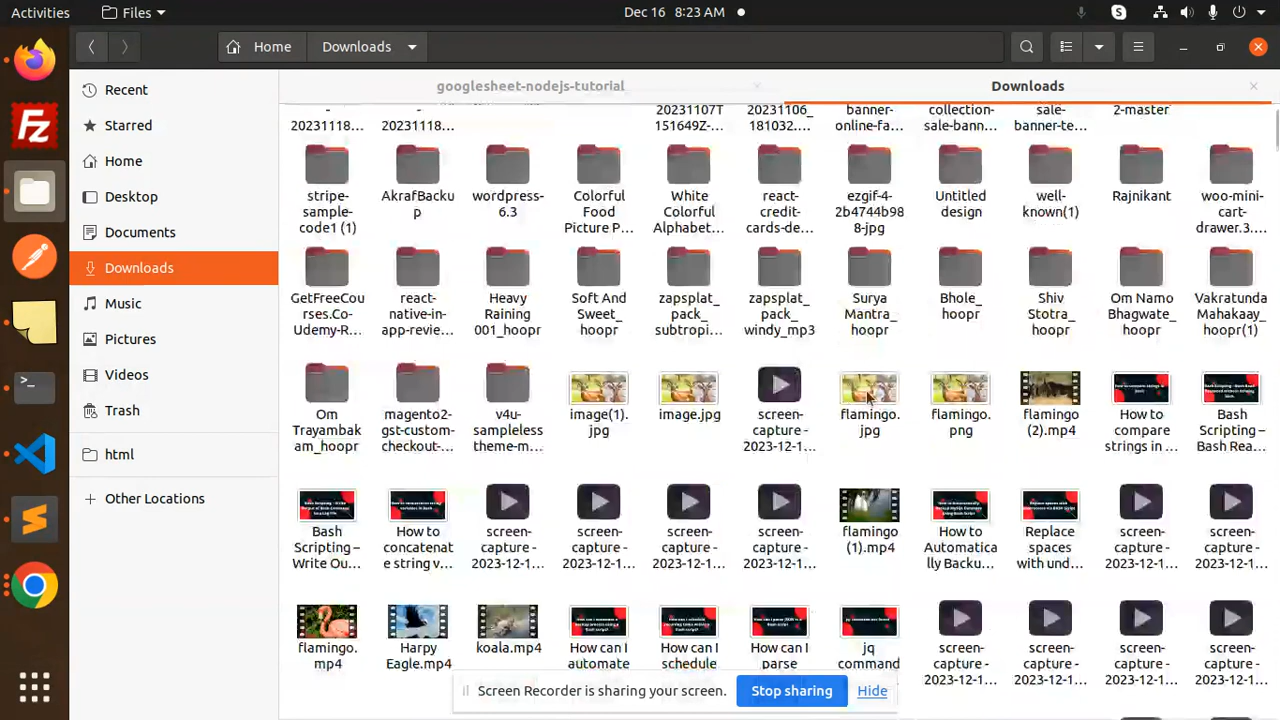 Activities
Files
Dec 16 8:23 AM
Home
Downloads
googlesheet-nodejs-tutorial
Downloads
Recent
Starred
Home
Desktop
Documents
Downloads
Music
Pictures
Videos
Trash
html
Other Locations
20231118...
20231118...
20231107T
151649Z-...
20231106_
181032....
banner-
online-fa...
collection-
sale-bann...
sale-
banner-te...
2-master
stripe-
sample-
code1 (1)
AkrafBacku
p
wordpress-
6.3
Colorful
Food
Picture P...
White
Colorful
Alphabet...
react-
credit-
cards-de...
ezgif-4-
2b4744b98
8-jpg
Untitled
design
well-
known(1)
Rajnikant
woo-mini-
cart-
drawer.3....
GetFreeCou
rses.Co-
Udemy-R...
react-
native-in-
app-revie...
Heavy
Raining
001_hoopr
Soft And
Sweet_
hoopr
zapsplat_
pack_
subtropi...
zapsplat_
pack_
windy_mp3
Surya
Mantra_
hoopr
Bhole_
hoopr
Shiv
Stotra_
hoopr
Om Namo
Bhagwate_
hoopr
Vakratunda
Mahakaay_
hoopr(1)
Om
Trayambak
am_hoopr
magento2-
gst-custom-
checkout-...
v4u-
sampleless
theme-m...
image(1).
jpg
image.jpg
screen-
capture -
2023-12-1...
flamingo.
jpg
flamingo.
png
flamingo
(2).mp4
How to
compare
strings in ...
Bash
Scripting –
Bash Rea...
Bash
Scripting –
Write Ou...
How to
concatenat
e string v...
screen-
capture -
2023-12-1...
screen-
capture -
2023-12-1...
screen-
capture -
2023-12-1...
screen-
capture -
2023-12-1...
flamingo
(1).mp4
How to
Automatica
lly Backu...
Replace
spaces
with und...
screen-
capture -
2023-12-1...
screen-
capture -
2023-12-1...
flamingo.
mp4
Harpy
Eagle.mp4
koala.mp4
How can I
automate
How can I
schedule
How can I
parse
jq
command
screen-
capture -
2023-12-1...
screen-
capture -
2023-12-1...
screen-
capture -
2023-12-1...
screen-
capture -
2023-12-1...
Screen Recorder is sharing your screen.
Stop sharing
Hide